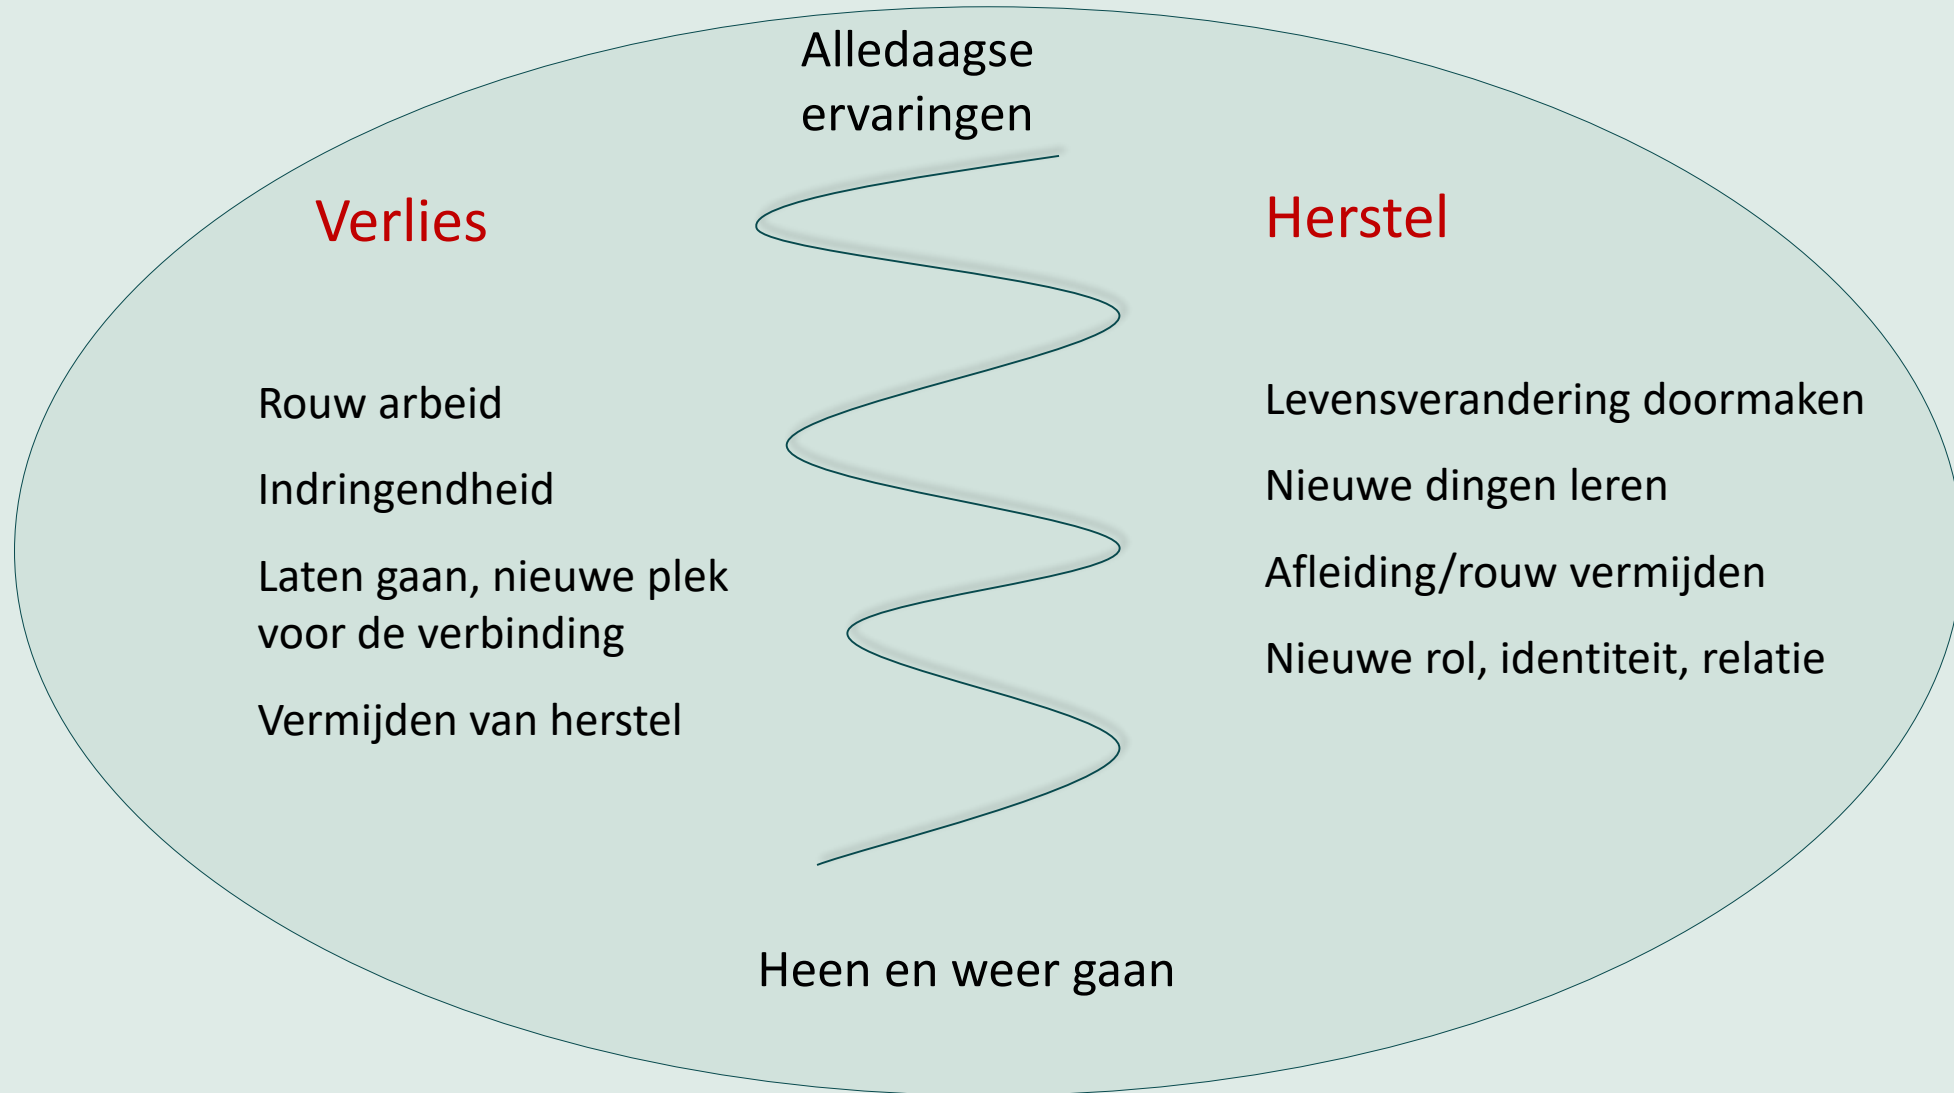 Alledaagse
ervaringen
Verlies
Rouw arbeid
Indringendheid
Laten gaan, nieuwe plek
voor de verbinding
Vermijden van herstel
Herstel
Levensverandering doormaken
Nieuwe dingen leren
Afleiding/rouw vermijden
Nieuwe rol, identiteit, relatie
Heen en weer gaan